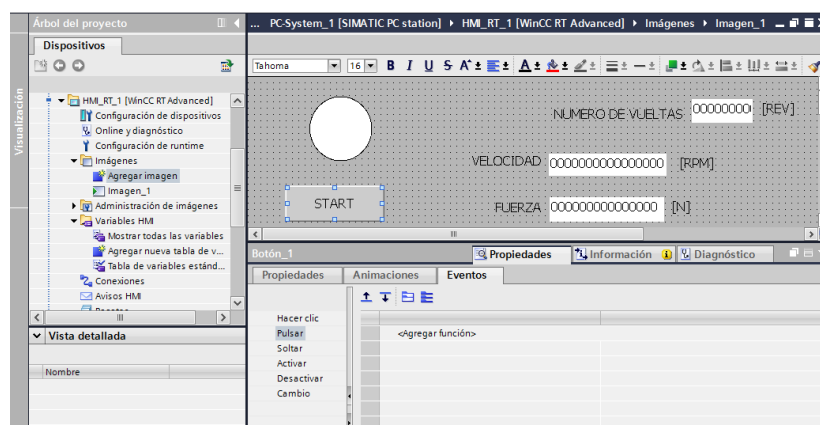 Árbol del proyecto
... PC-System_1 [SIMATIC PC station] HMI_RT_1 [WinCC RT Advanced] Imágenes Imagen_1
Dispositivos
Visualización
HMI_RT_1 [WinCC RT Advanced]
Configuración de dispositivos
Online y diagnóstico
Configuración de runtime
Imágenes
Agregar imagen
Imagen_1
Administración de imágenes
Variables HMI
Mostrar todas las variables
Agregar nueva tabla de v...
Tabla de variables estánd...
Conexiones
Avisos HMI
Vista detallada
Nombre
Tahoma 16 B I U S A A
NUMERO DE VUELTAS 00000000 [REV]
VELOCIDAD 000000000000000 [RPM]
START
FUERZA 000000000000000 [N]
Botón_1
Propiedades Información Diagnóstico
Propiedades Animaciones Eventos
Hacer clic
Pulsar <Agregar función>
Soltar
Activar
Desactivar
Cambio